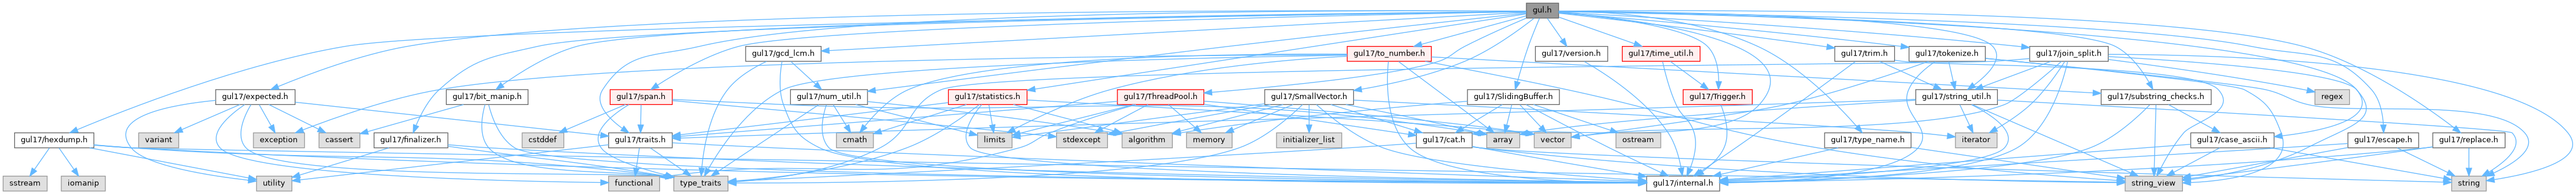 gul.h
gul17/gcd_lcm.h
gul17/to_number.h
gul17/version.h
gul17/time_util.h
gul17/trim.h
gul17/tokenize.h
gul17/join_split.h
gul17/expected.h
gul17/bit_manip.h
gul17/span.h
gul17/num_util.h
gul17/statistics.h
gul17/ThreadPool.h
gul17/SmallVector.h
gul17/SlidingBuffer.h
gul17/Trigger.h
gul17/string_util.h
gul17/substring_checks.h
regex
gul17/hexdump.h
variant
exception
cassert
gul17/finalizer.h
cstddef
gul17/traits.h
cmath
limits
stdexcept
algorithm
memory
initializer_list
gul17/cat.h
array
vector
ostream
gul17/type_name.h
iterator
gul17/case_ascii.h
gul17/escape.h
gul17/replace.h
sstream
iomanip
utility
functional
type_traits
gul17/internal.h
string_view
string